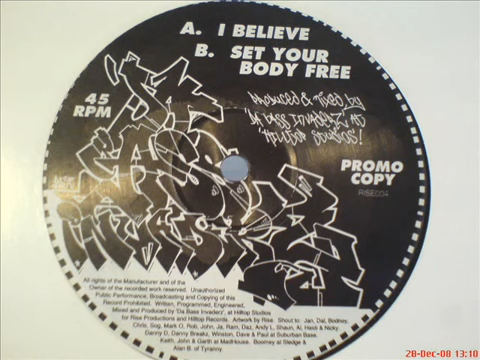 A. I BELIEVE
B. SET YOUR
BODY FREE
45
RPM
Produced & Mixed by
'Da Bass Invaderz' at
'Hilltop Studios'!
PROMO
COPY
RISE004
All rights of the Manufacturer and of the
Owner of the recorded work reserved. Unauthorized
Public Performance, Broadcasting and Copying of this
Record Prohibited. Written, Programmed, Engineered,
Mixed and Produced by 'Da Bass Invaderz', at Hilltop Studios
for Rise Productions and Hilltop Records. Artwork by Rise. Shout to: Jan, Dal, Bodney,
Chris, Sog, Mark O, Rob, John, Ja, Ram, Daz, Andy L, Shaun, Al, Heidi & Nicky.
Danny D, Danny Breakz, Winston, Dave & Paul at Suburban Base.
Keith, John & Garth at MadHouse. Boomey at Sledge &
Alan B. of Tyranny
28-Dec-08 13:10